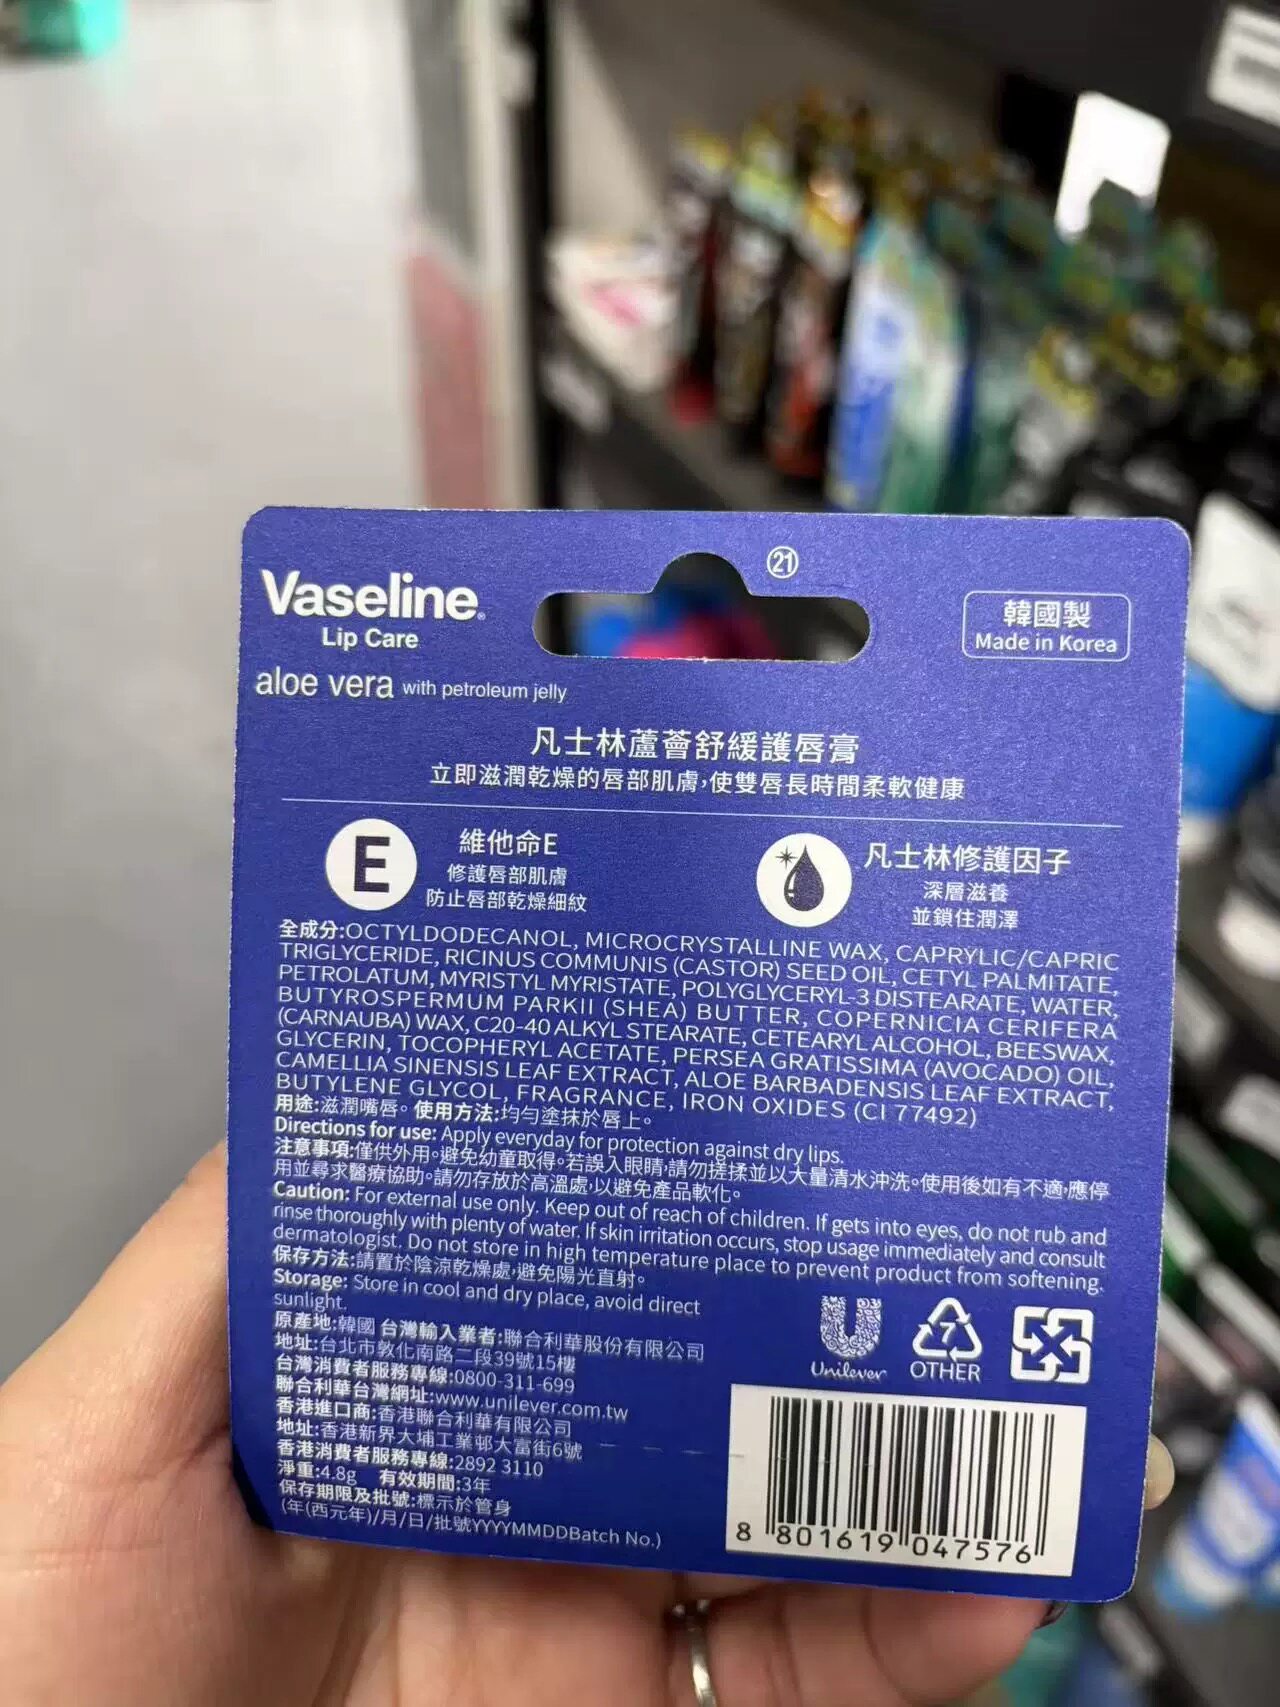 Vaseline
Lip Care
aloe vera with petroleum jelly
21
韓國製
Made in Korea
凡士林蘆薈舒緩護唇膏
立即滋潤乾燥的唇部肌膚,使雙唇長時間柔軟健康
E
維他命E
修護唇部肌膚
防止唇部乾燥細紋
凡士林修護因子
深層滋養
並鎖住潤澤
全成分:OCTYLDODECANOL, MICROCRYSTALLINE WAX, CAPRYLIC/CAPRIC
TRIGLYCERIDE, RICINUS COMMUNIS (CASTOR) SEED OIL, CETYL PALMITATE,
PETROLATUM, MYRISTYL MYRISTATE, POLYGLYCERYL-3 DISTEARATE, WATER,
BUTYROSPERMUM PARKII (SHEA) BUTTER, COPERNICIA CERIFERA
(CARNAUBA) WAX, C20-40 ALKYL STEARATE, CETEARYL ALCOHOL, BEESWAX,
GLYCERIN, TOCOPHERYL ACETATE, PERSEA GRATISSIMA (AVOCADO) OIL,
CAMELLIA SINENSIS LEAF EXTRACT, ALOE BARBADENSIS LEAF EXTRACT,
BUTYLENE GLYCOL, FRAGRANCE, IRON OXIDES (CI 77492)
用途:滋潤嘴唇。使用方法:均勻塗抹於唇上。
Directions for use: Apply everyday for protection against dry lips.
注意事項:僅供外用。避免幼童取得。若誤入眼睛,請勿搓揉並以大量清水沖洗。使用後如有不適,應停
用並尋求醫療協助。請勿存放於高溫處,以避免產品軟化。
Caution: For external use only. Keep out of reach of children. If gets into eyes, do not rub and
rinse thoroughly with plenty of water. If skin irritation occurs, stop usage immediately and consult
dermatologist. Do not store in high temperature place to prevent product from softening.
保存方法:請置於陰涼乾燥處,避免陽光直射。
Storage: Store in cool and dry place, avoid direct
sunlight.
原產地:韓國 台灣輸入業者:聯合利華股份有限公司
地址:台北市敦化南路二段39號15樓
台灣消費者服務專線:0800-311-699
聯合利華台灣網址:www.unilever.com.tw
香港進口商:香港聯合利華有限公司
地址:香港新界大埔工業邨大富街6號
香港消費者服務專線:2892 3110
淨重:4.8g 有效期間:3年
保存期限及批號:標示於管身
(年(西元年)/月/日/批號YYYYMMDDBatch No.)
Unilever
7
OTHER
8 801619 047576